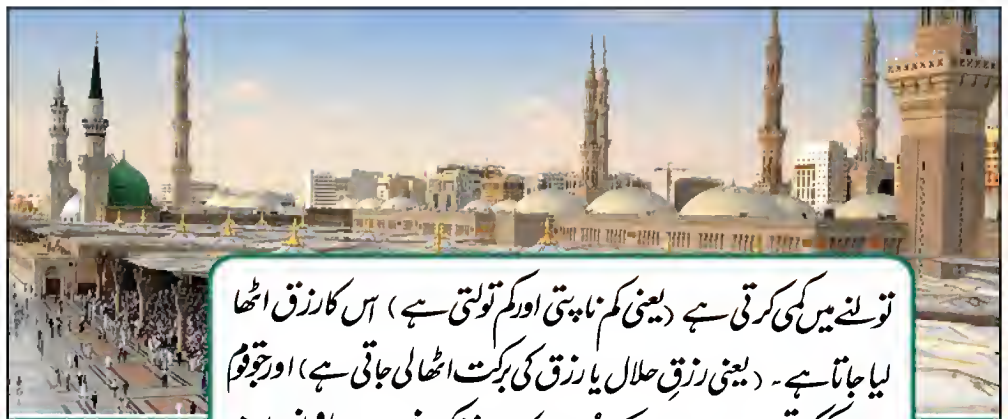 تولنے میں کمی کرتی ہے (یعنی کم ناپتی اور کم تولتی ہے) اس کا رزق اٹھا
لیا جاتا ہے۔ (یعنی رزقِ حلال یا رزق کی برکت اٹھالی جاتی ہے) اور جو قوم